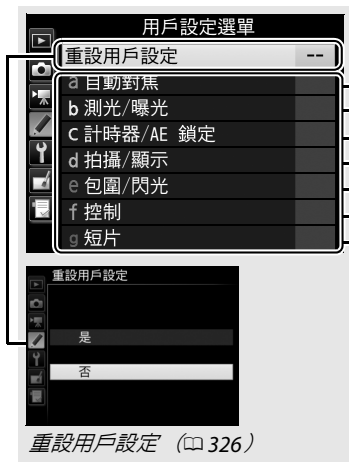 用戶設定選單
重設用戶設定 --
a 自動對焦
b 測光/曝光
c 計時器/AE 鎖定
d 拍攝/顯示
e 包圍/閃光
f 控制
g 短片
重設用戶設定
是
否
重設用戶設定 （📖 326）